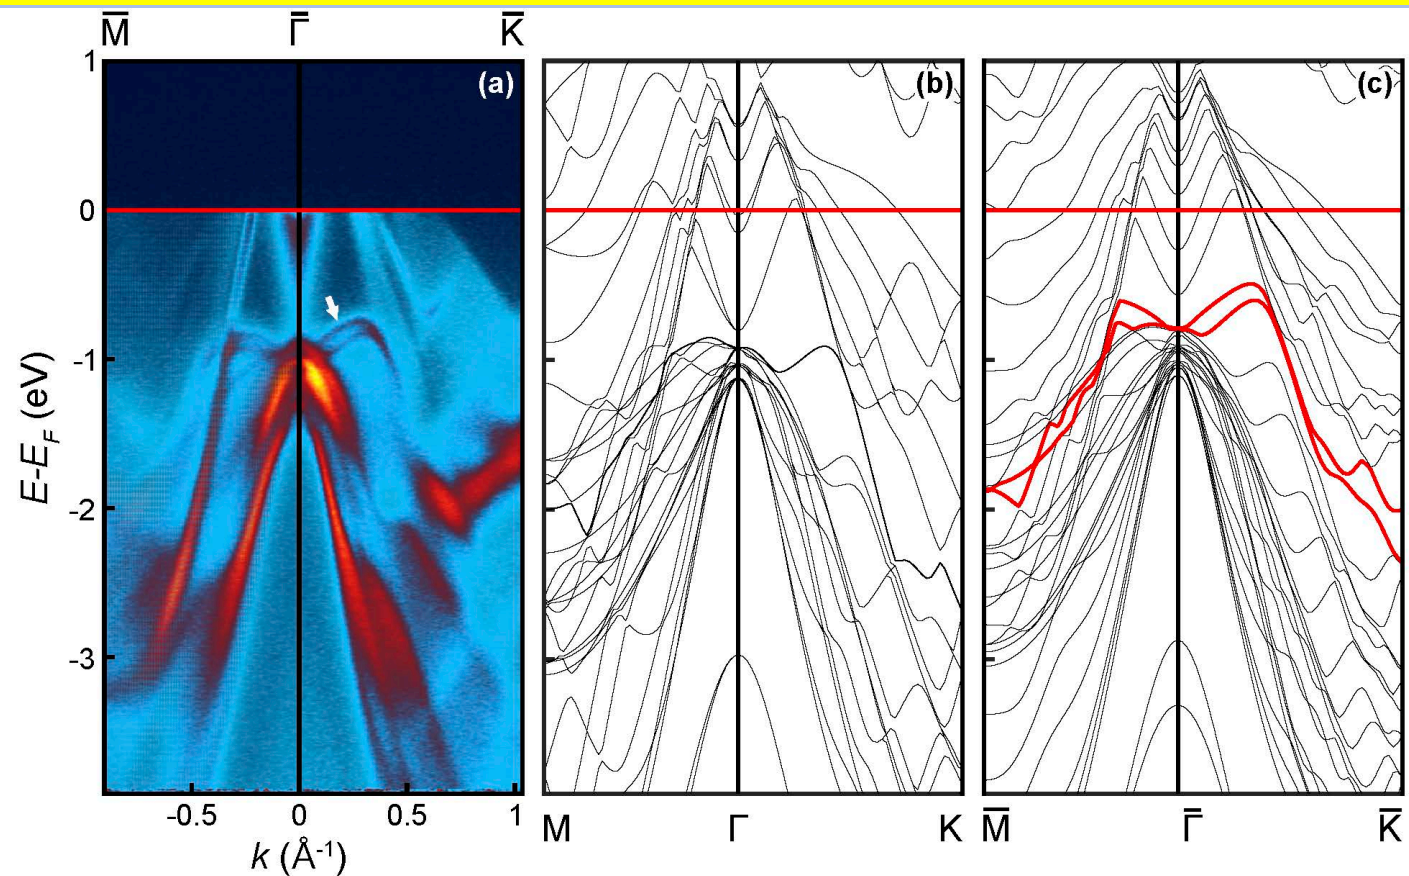 M̅ Γ̅ K̅
(a) (b) (c)
1
0
-1
-2
-3
E-E_F (eV)
-0.5 0 0.5 1
k (Å⁻¹)
M Γ K
M̅ Γ̅ K̅